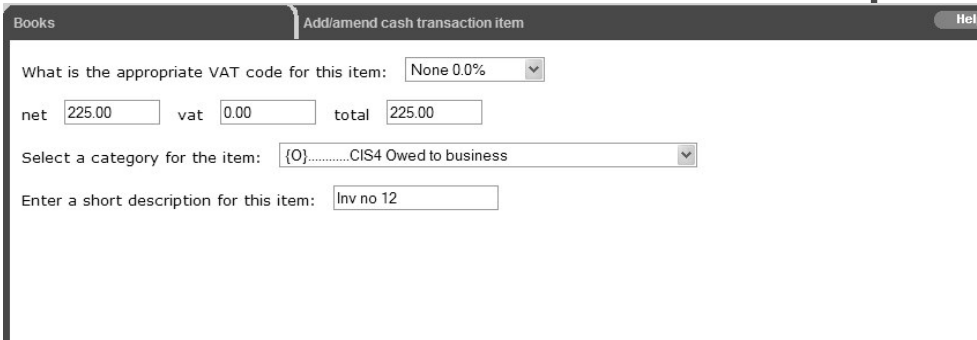 Books Add/amend cash transaction item
What is the appropriate VAT code for this item: None 0.0%
net 225.00 vat 0.00 total 225.00
Select a category for the item: {O}............CIS4 Owed to business
Enter a short description for this item: Inv no 12